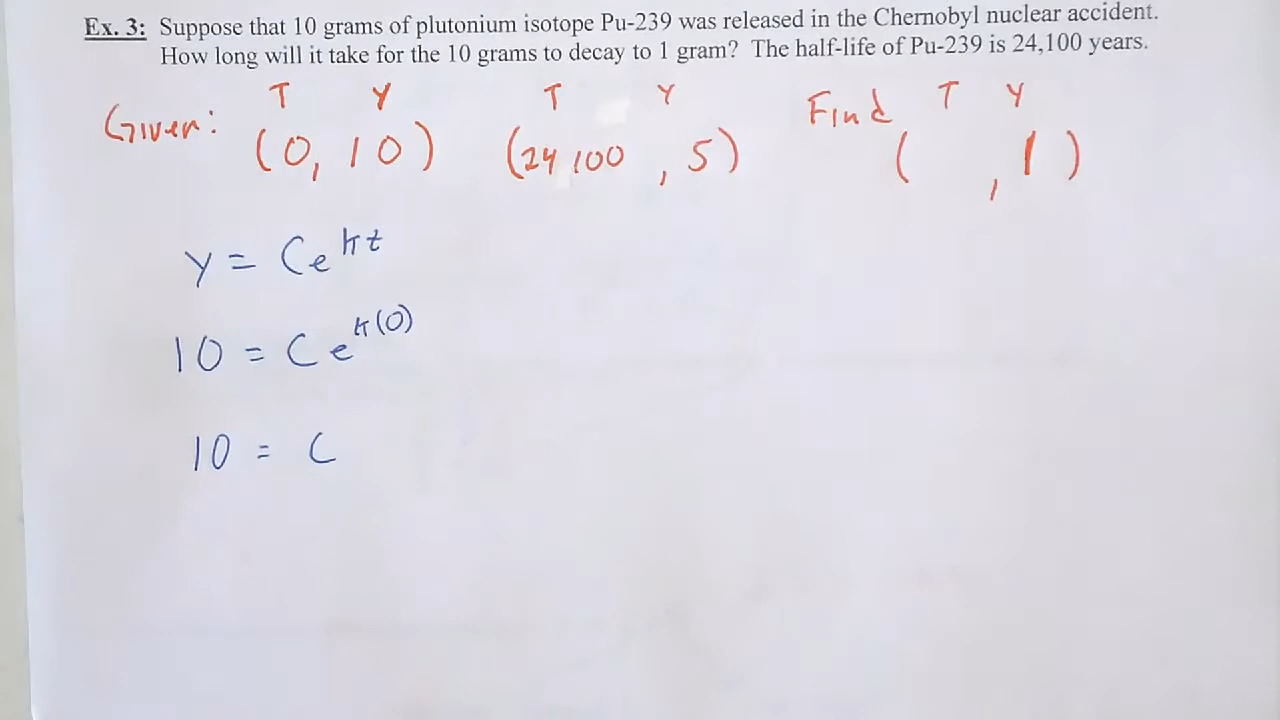 Ex. 3: Suppose that 10 grams of plutonium isotope Pu-239 was released in the Chernobyl nuclear accident.
How long will it take for the 10 grams to decay to 1 gram? The half-life of Pu-239 is 24,100 years.
T Y T Y T Y
Given: (0, 10) (24 100, 5) Find ( , 1)
y = Ce^kt
10 = Ce^k(0)
10 = C